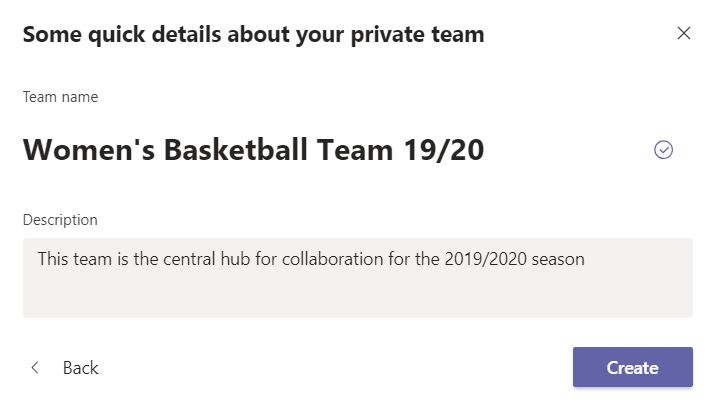 Some quick details about your private team
Team name
Women's Basketball Team 19/20
Description
This team is the central hub for collaboration for the 2019/2020 season
Back
Create